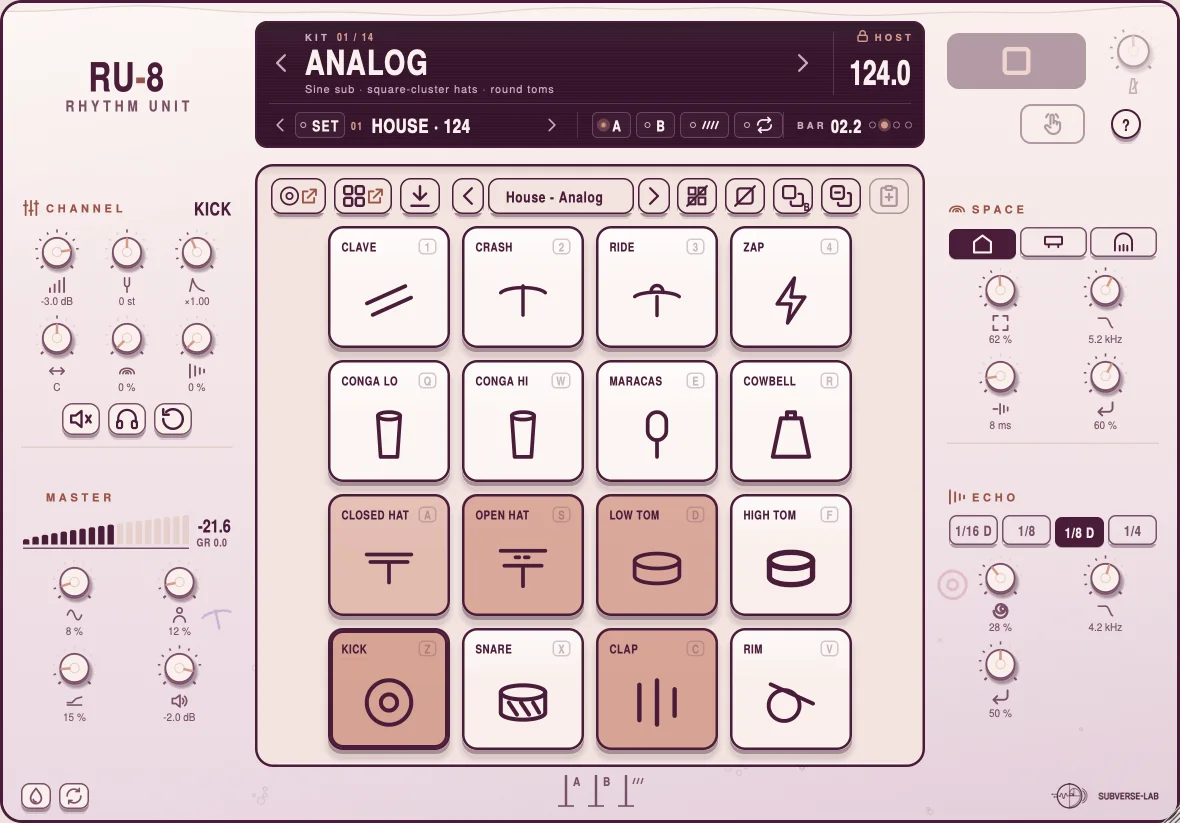 RU-8
RHYTHM UNIT
KIT 01 / 14
ANALOG
Sine sub · square-cluster hats · round toms
HOST
124.0
SET 01 HOUSE · 124
A B //// BAR 02.2
?
CHANNEL KICK
-3.0 dB 0 st ×1.00
C 0 % 0 %
MASTER
-21.6
GR 0.0
8 % 12 %
15 % -2.0 dB
House - Analog
B
CLAVE 1
CRASH 2
RIDE 3
ZAP 4
CONGA LO Q
CONGA HI W
MARACAS E
COWBELL R
CLOSED HAT A
OPEN HAT S
LOW TOM D
HIGH TOM F
KICK Z
SNARE X
CLAP C
RIM V
A B ///
SPACE
62 % 5.2 kHz
8 ms 60 %
ECHO
1/16 D 1/8 1/8 D 1/4
28 % 4.2 kHz
50 %
SUBVERSE-LAB